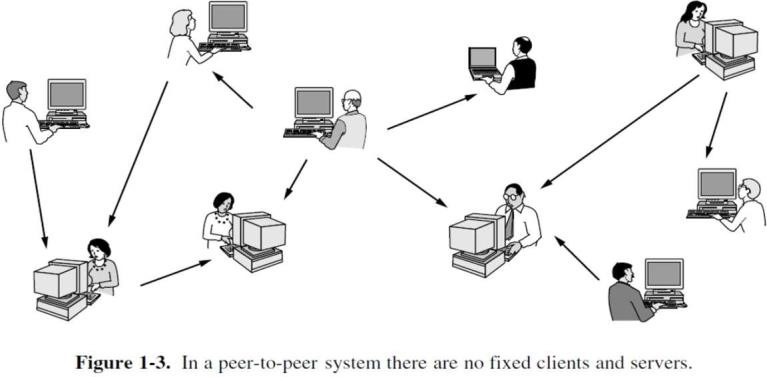 Figure 1-3. In a peer-to-peer system there are no fixed clients and servers.